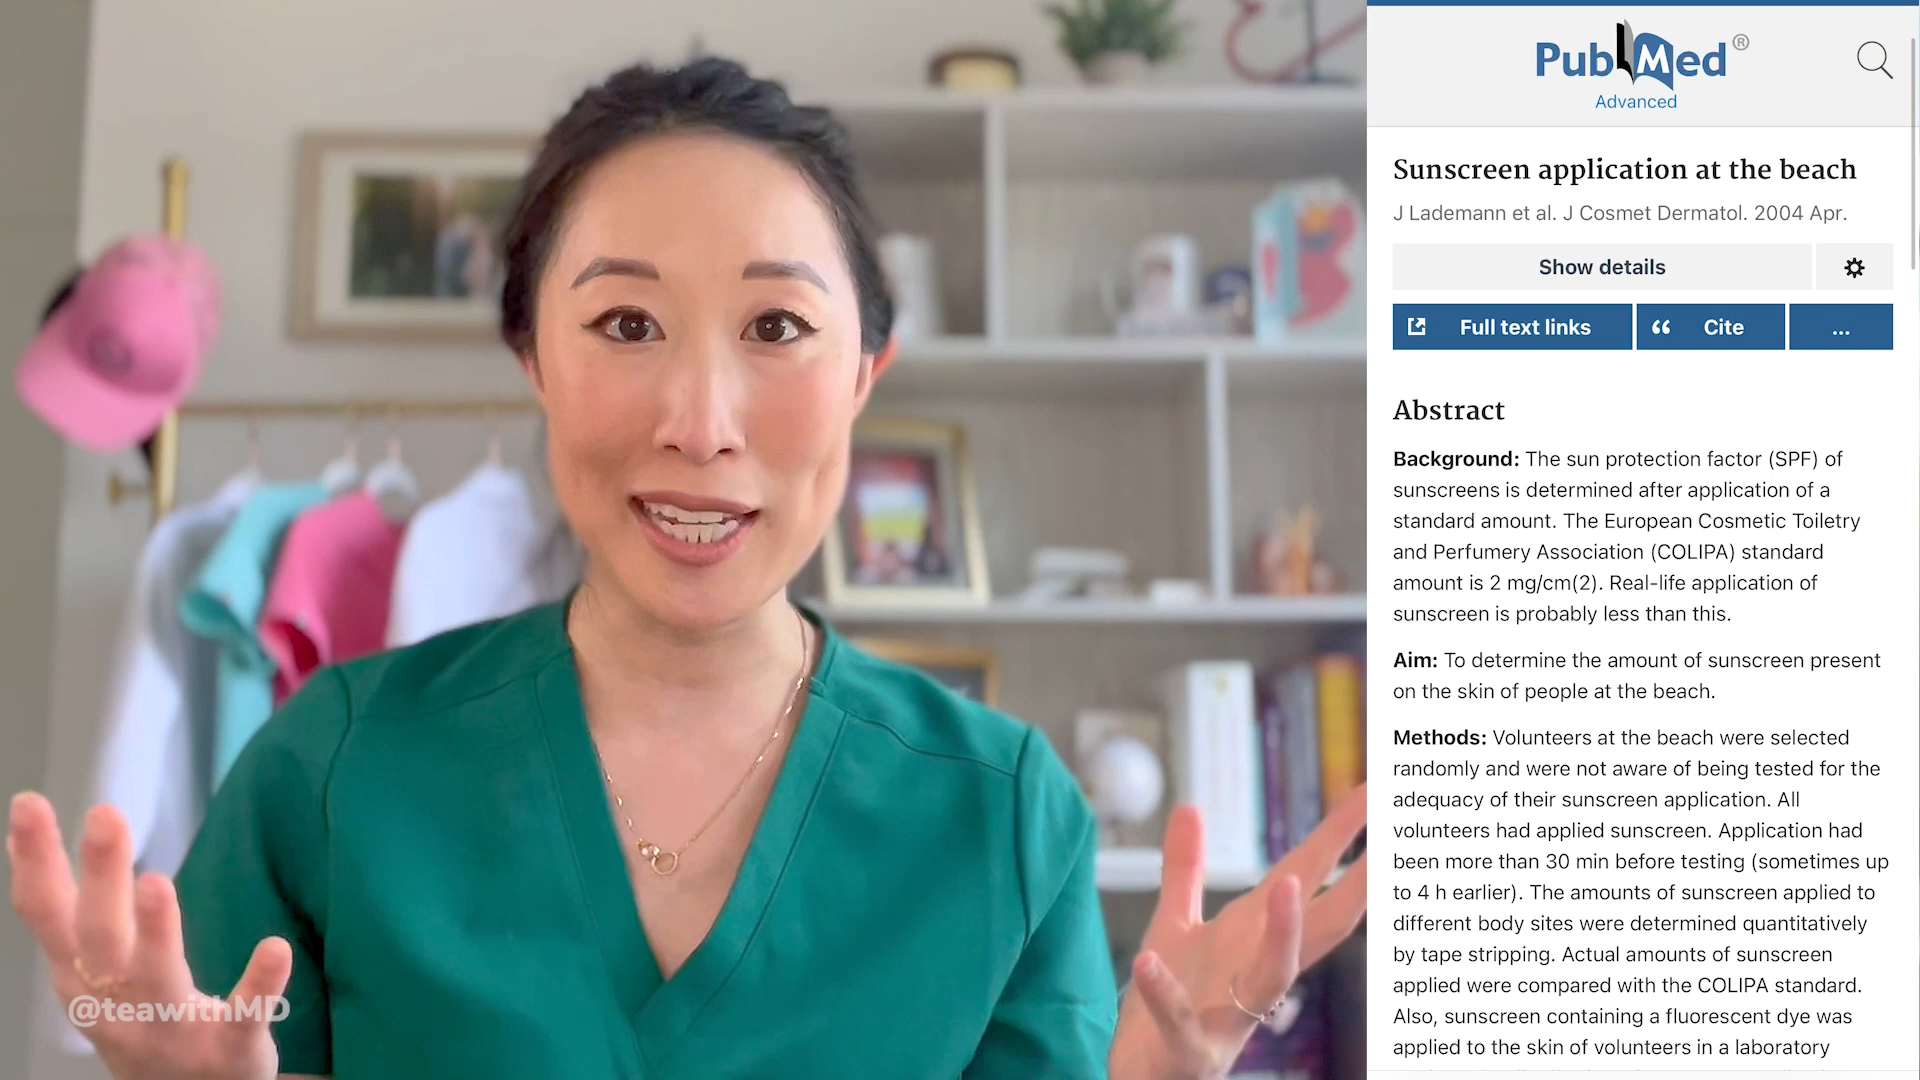 PubMed®
Advanced
Sunscreen application at the beach
J Lademann et al. J Cosmet Dermatol. 2004 Apr.
Show details
Full text links
Cite
...
Abstract
Background: The sun protection factor (SPF) of
sunscreens is determined after application of a
standard amount. The European Cosmetic Toiletry
and Perfumery Association (COLIPA) standard
amount is 2 mg/cm(2). Real-life application of
sunscreen is probably less than this.
Aim: To determine the amount of sunscreen present
on the skin of people at the beach.
Methods: Volunteers at the beach were selected
randomly and were not aware of being tested for the
adequacy of their sunscreen application. All
volunteers had applied sunscreen. Application had
been more than 30 min before testing (sometimes up
to 4 h earlier). The amounts of sunscreen applied to
different body sites were determined quantitatively
by tape stripping. Actual amounts of sunscreen
applied were compared with the COLIPA standard.
Also, sunscreen containing a fluorescent dye was
applied to the skin of volunteers in a laboratory
@teawithMD